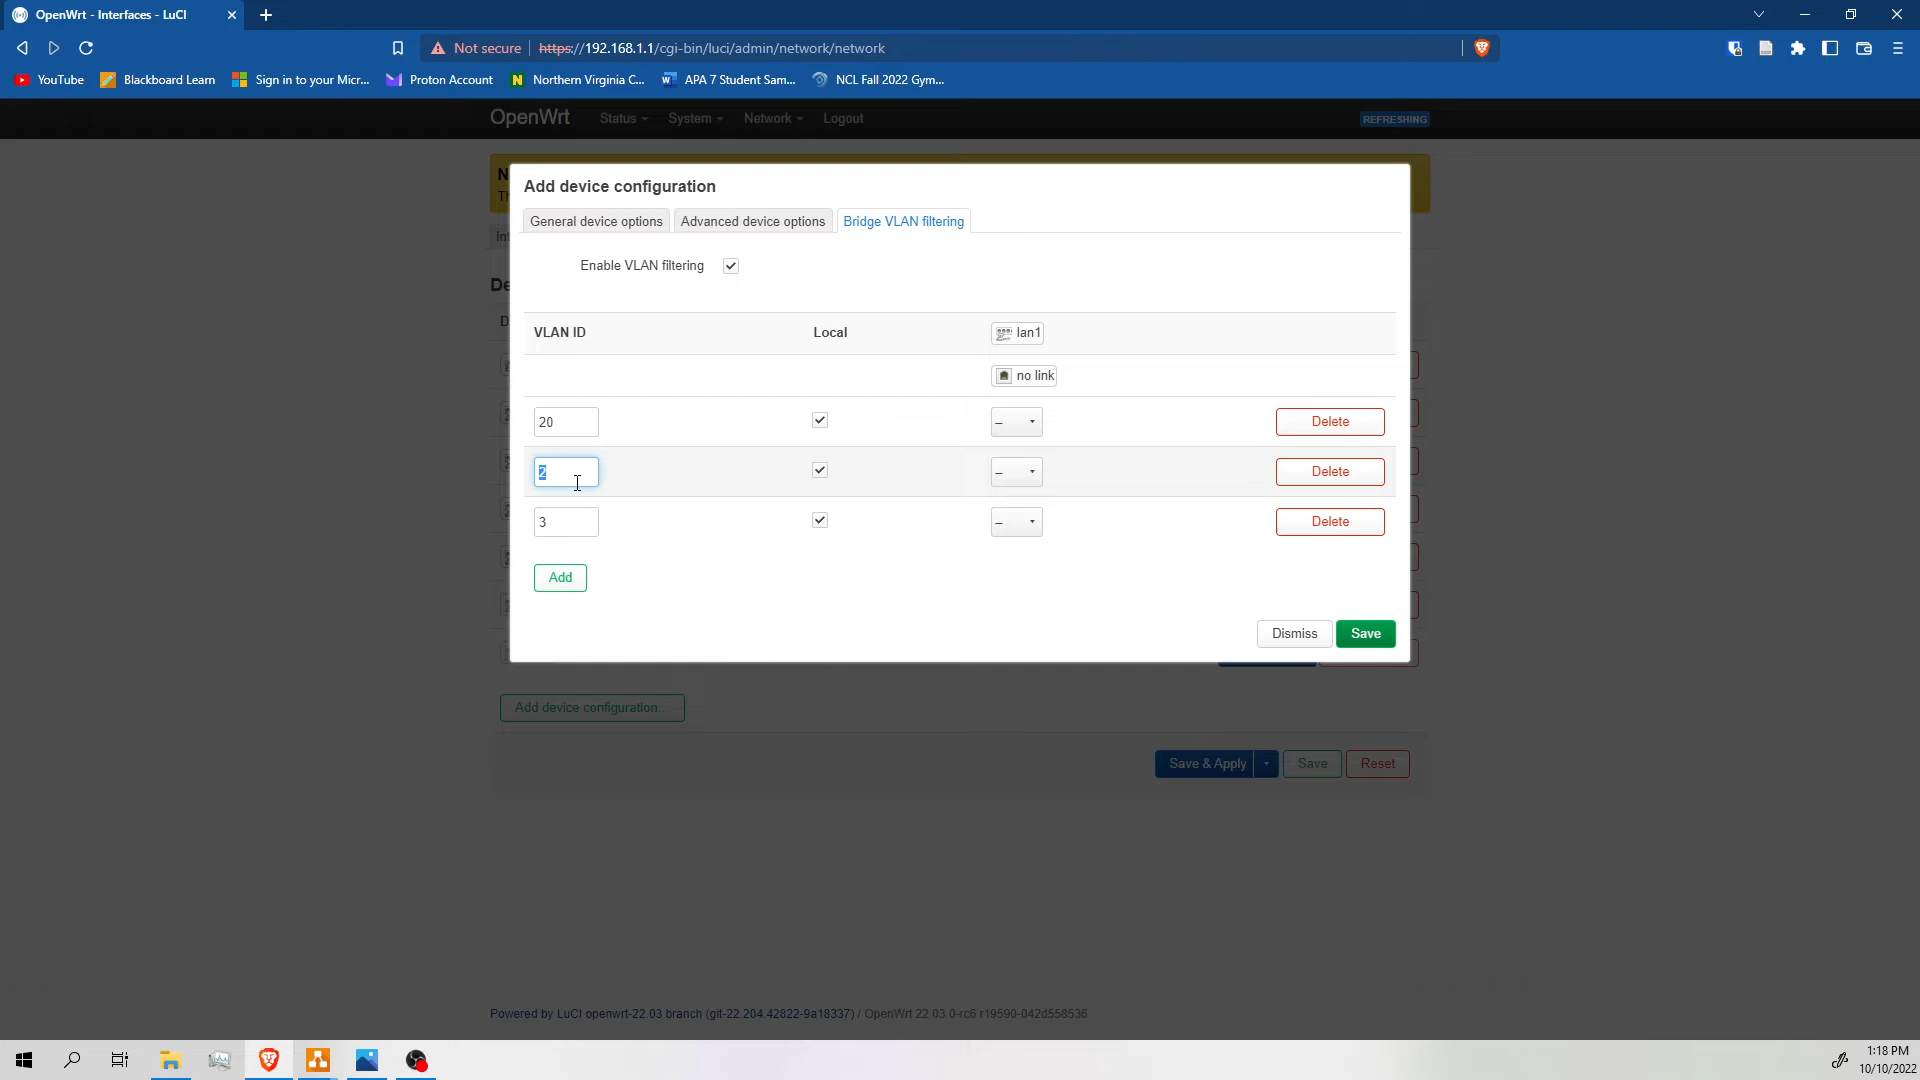 OpenWrt - Interfaces - LuCI
Not secure
https://192.168.1.1/cgi-bin/luci/admin/network/network
YouTube
Blackboard Learn
Sign in to your Micr...
Proton Account
N Northern Virginia C...
APA 7 Student Sam...
NCL Fall 2022 Gym...
OpenWrt
Status
System
Network
Logout
REFRESHING
Add device configuration
General device options
Advanced device options
Bridge VLAN filtering
Enable VLAN filtering
VLAN ID
Local
lan1
no link
20
–
Delete
2
–
Delete
3
–
Delete
Add
Dismiss
Save
Add device configuration...
Save & Apply
Save
Reset
Powered by LuCI openwrt-22.03 branch (git-22.204.42822-9a18337) / OpenWrt 22.03.0-rc6 r19590-042d558536
1:18 PM
10/10/2022